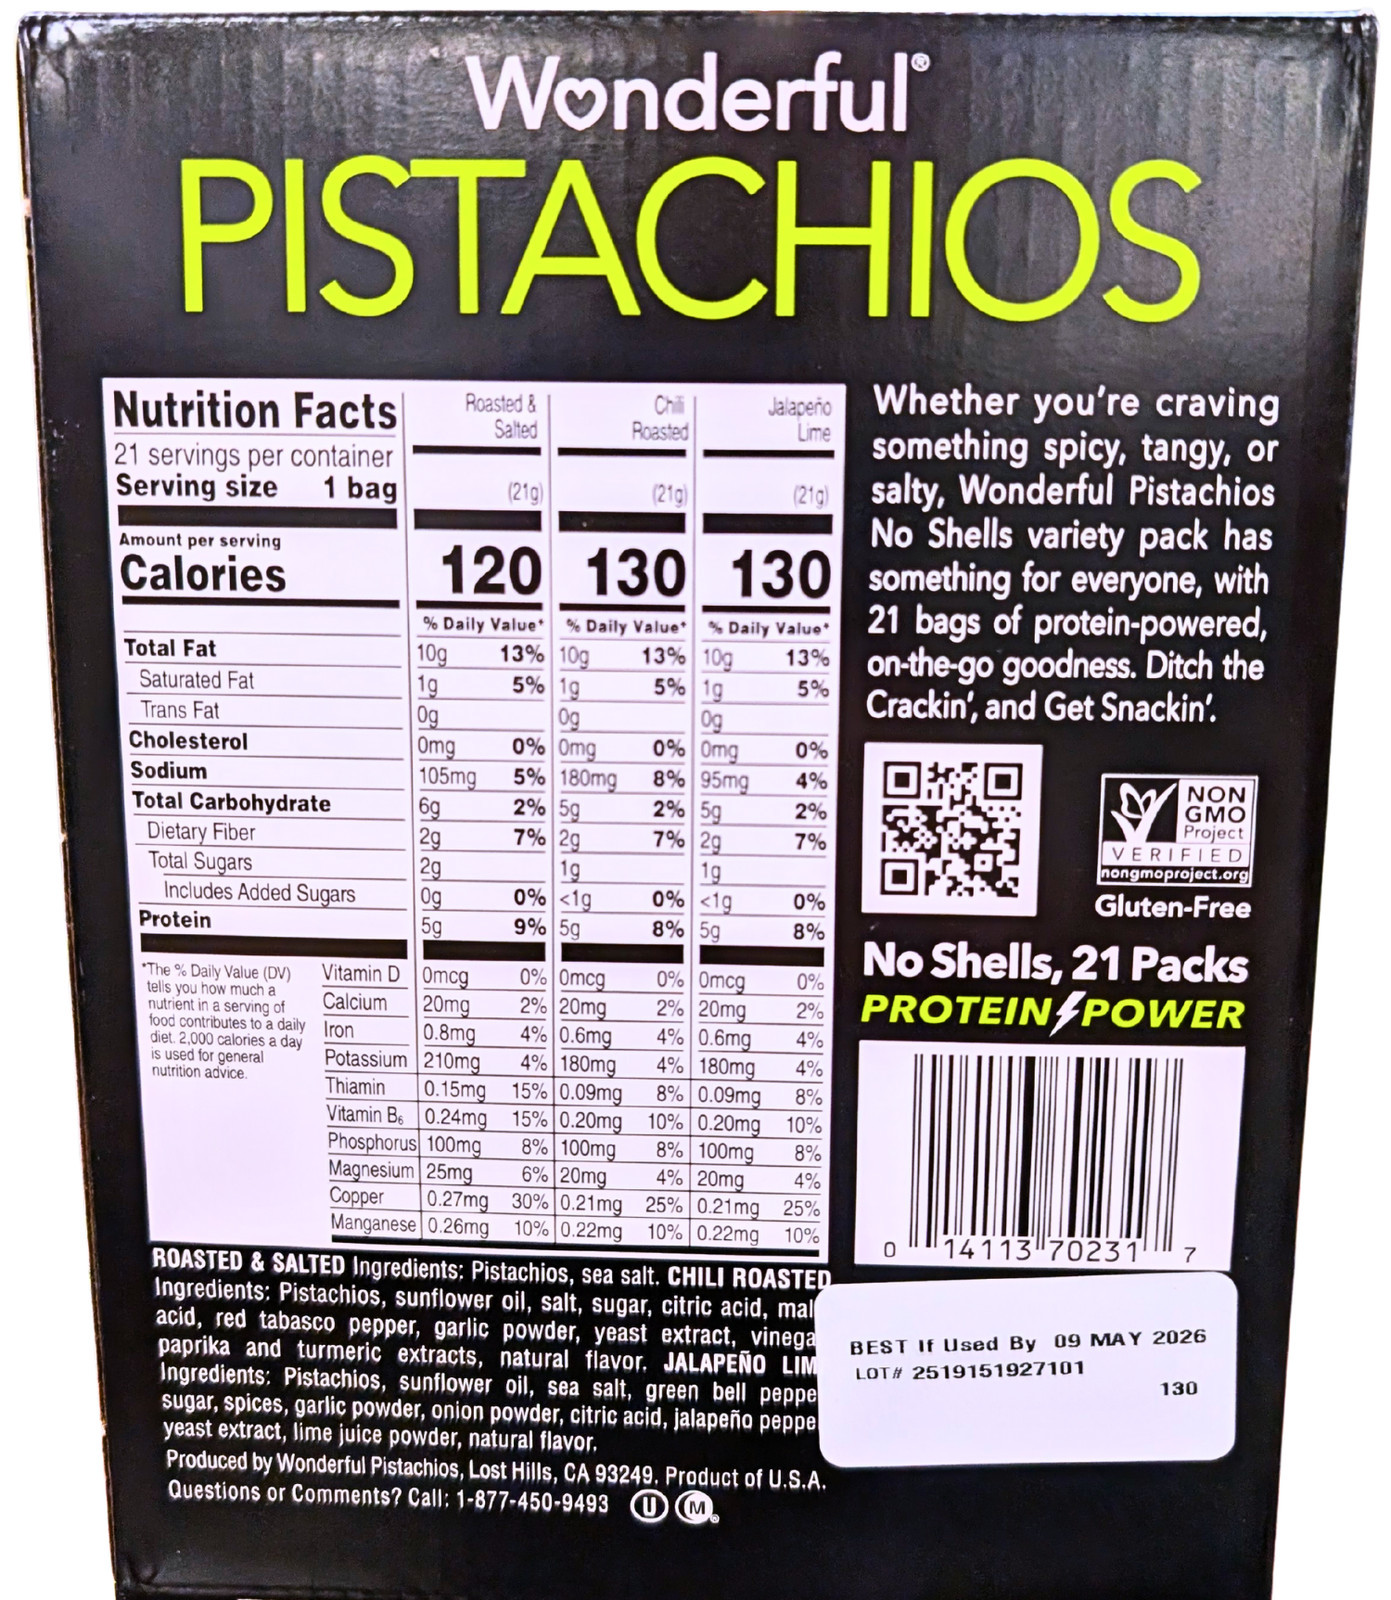 Wonderful®
PISTACHIOS
Nutrition Facts
21 servings per container
Serving size 1 bag
Roasted & Salted (21g)
Chili Roasted (21g)
Jalapeño Lime (21g)
Amount per serving
Calories 120 130 130
% Daily Value* % Daily Value* % Daily Value*
Total Fat 10g 13% 10g 13% 10g 13%
Saturated Fat 1g 5% 1g 5% 1g 5%
Trans Fat 0g 0g 0g
Cholesterol 0mg 0% 0mg 0% 0mg 0%
Sodium 105mg 5% 180mg 8% 95mg 4%
Total Carbohydrate 6g 2% 5g 2% 5g 2%
Dietary Fiber 2g 7% 2g 7% 2g 7%
Total Sugars 2g 1g 1g
Includes Added Sugars 0g 0% <1g 0% <1g 0%
Protein 5g 9% 5g 8% 5g 8%
Vitamin D 0mcg 0% 0mcg 0% 0mcg 0%
Calcium 20mg 2% 20mg 2% 20mg 2%
Iron 0.8mg 4% 0.6mg 4% 0.6mg 4%
Potassium 210mg 4% 180mg 4% 180mg 4%
Thiamin 0.15mg 15% 0.09mg 8% 0.09mg 8%
Vitamin B6 0.24mg 15% 0.20mg 10% 0.20mg 10%
Phosphorus 100mg 8% 100mg 8% 100mg 8%
Magnesium 25mg 6% 20mg 4% 20mg 4%
Copper 0.27mg 30% 0.21mg 25% 0.21mg 25%
Manganese 0.26mg 10% 0.22mg 10% 0.22mg 10%
*The % Daily Value (DV)
tells you how much a
nutrient in a serving of
food contributes to a daily
diet. 2,000 calories a day
is used for general
nutrition advice.
ROASTED & SALTED Ingredients: Pistachios, sea salt. CHILI ROASTED
Ingredients: Pistachios, sunflower oil, salt, sugar, citric acid, mal
acid, red tabasco pepper, garlic powder, yeast extract, vinega
paprika and turmeric extracts, natural flavor. JALAPEÑO LIM
Ingredients: Pistachios, sunflower oil, sea salt, green bell peppe
sugar, spices, garlic powder, onion powder, citric acid, jalapeño peppe
yeast extract, lime juice powder, natural flavor.
Produced by Wonderful Pistachios, Lost Hills, CA 93249. Product of U.S.A.
Questions or Comments? Call: 1-877-450-9493 U M
Whether you're craving
something spicy, tangy, or
salty, Wonderful Pistachios
No Shells variety pack has
something for everyone, with
21 bags of protein-powered,
on-the-go goodness. Ditch the
Crackin', and Get Snackin'.
NON
GMO
Project
VERIFIED
nongmoproject.org
Gluten-Free
No Shells, 21 Packs
PROTEIN POWER
0 14113 70231 7
BEST If Used By 09 MAY 2026
LOT# 2519151927101
130